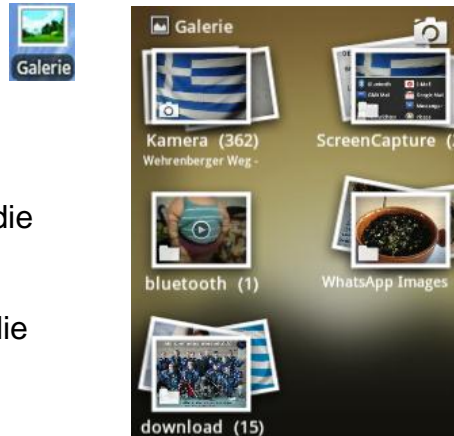 Galerie
die
die
Galerie
Kamera (362)
Wehrenberger Weg -
ScreenCapture
bluetooth (1)
WhatsApp Images
download (15)